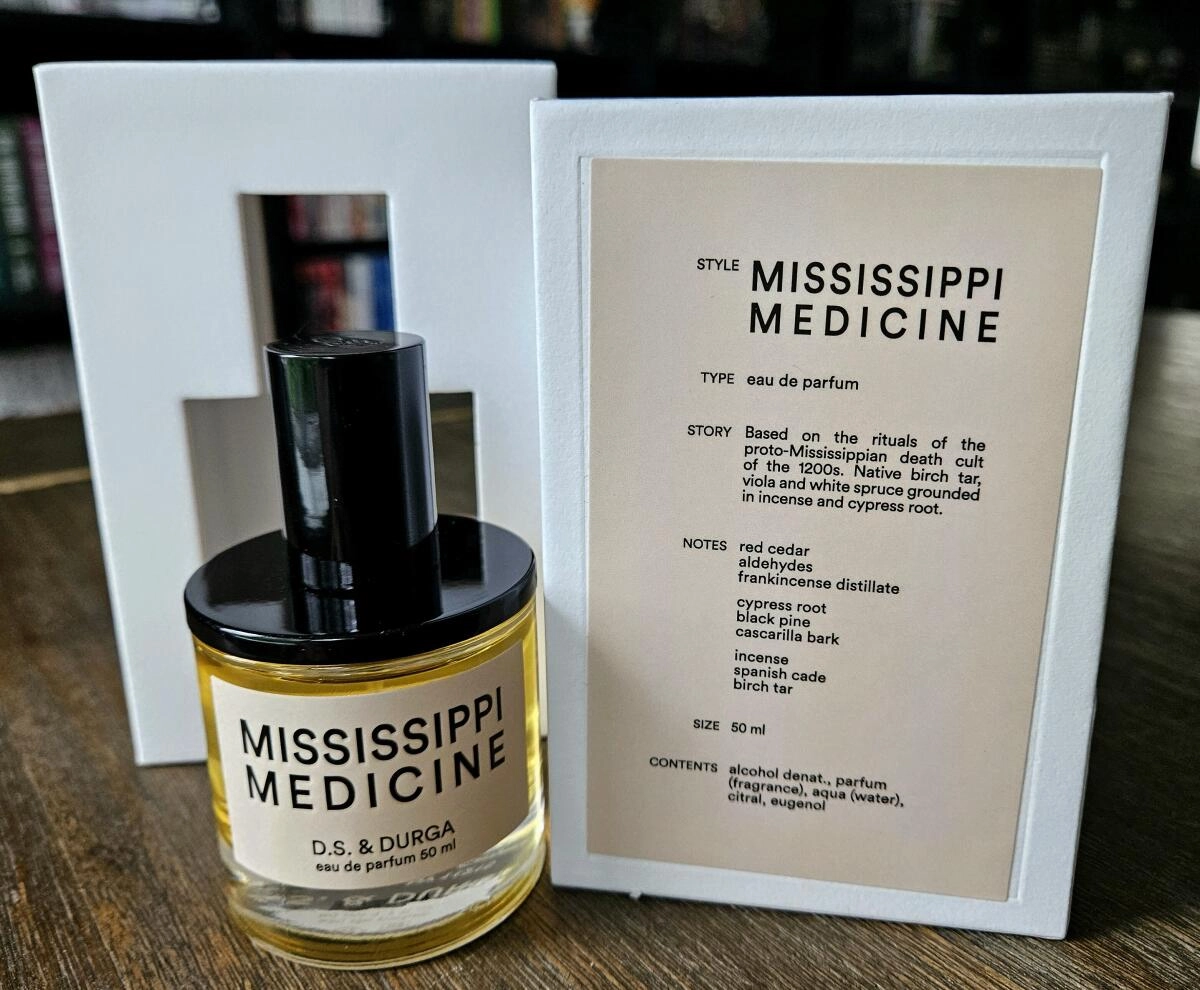 STYLE MISSISSIPPI
MEDICINE
TYPE eau de parfum
STORY Based on the rituals of the
proto-Mississippian death cult
of the 1200s. Native birch tar,
viola and white spruce grounded
in incense and cypress root.
NOTES red cedar
aldehydes
frankincense distillate
cypress root
black pine
cascarilla bark
incense
spanish cade
birch tar
SIZE 50 ml
CONTENTS alcohol denat., parfum
(fragrance), aqua (water),
citral, eugenol
MISSISSIPPI
MEDICINE
D.S. & DURGA
eau de parfum 50 ml